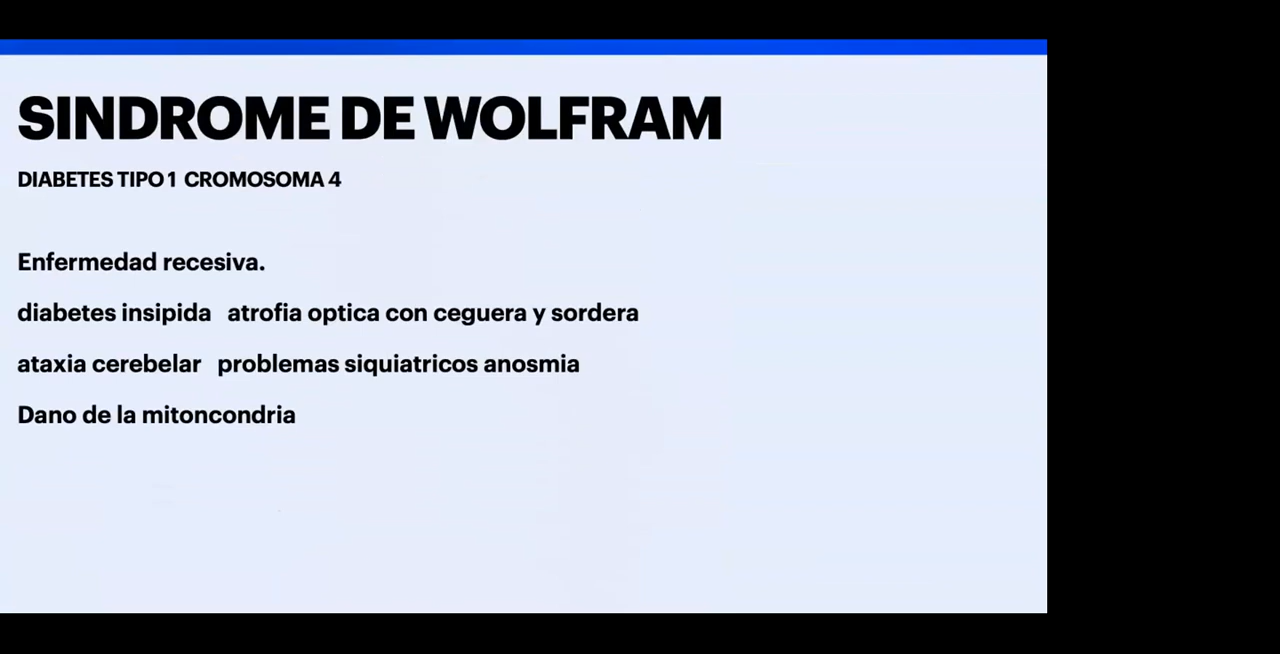 SINDROME DE WOLFRAM
DIABETES TIPO 1 CROMOSOMA 4
Enfermedad recesiva.
diabetes insipida atrofia optica con ceguera y sordera
ataxia cerebelar problemas siquiatricos anosmia
Dano de la mitoncondria